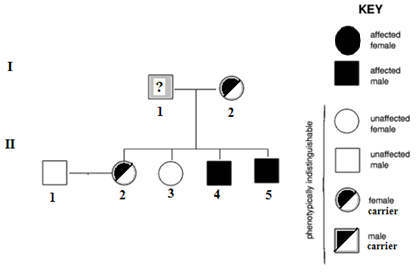 KEY
affected
female
affected
male
unaffected
female
unaffected
male
female
carrier
male
carrier
phenotypically indistinguishable
I
?
1 2
II
1 2 3 4 5